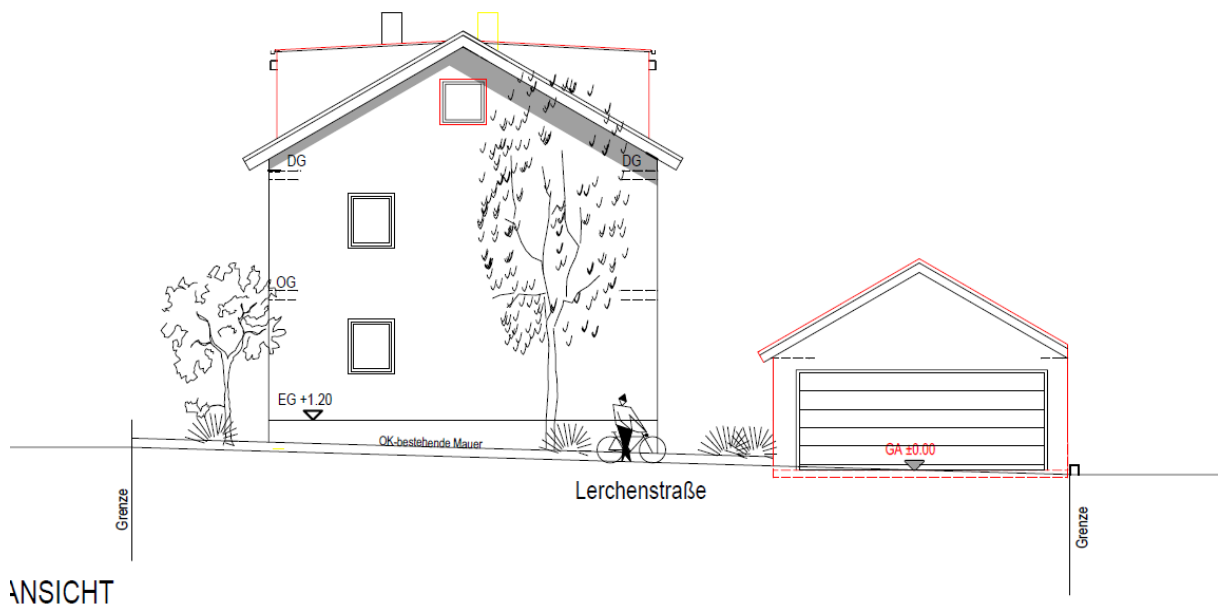 DG
DG
OG
EG +1.20
OK-bestehende Mauer
GA ±0.00
Lerchenstraße
Grenze
Grenze
ANSICHT